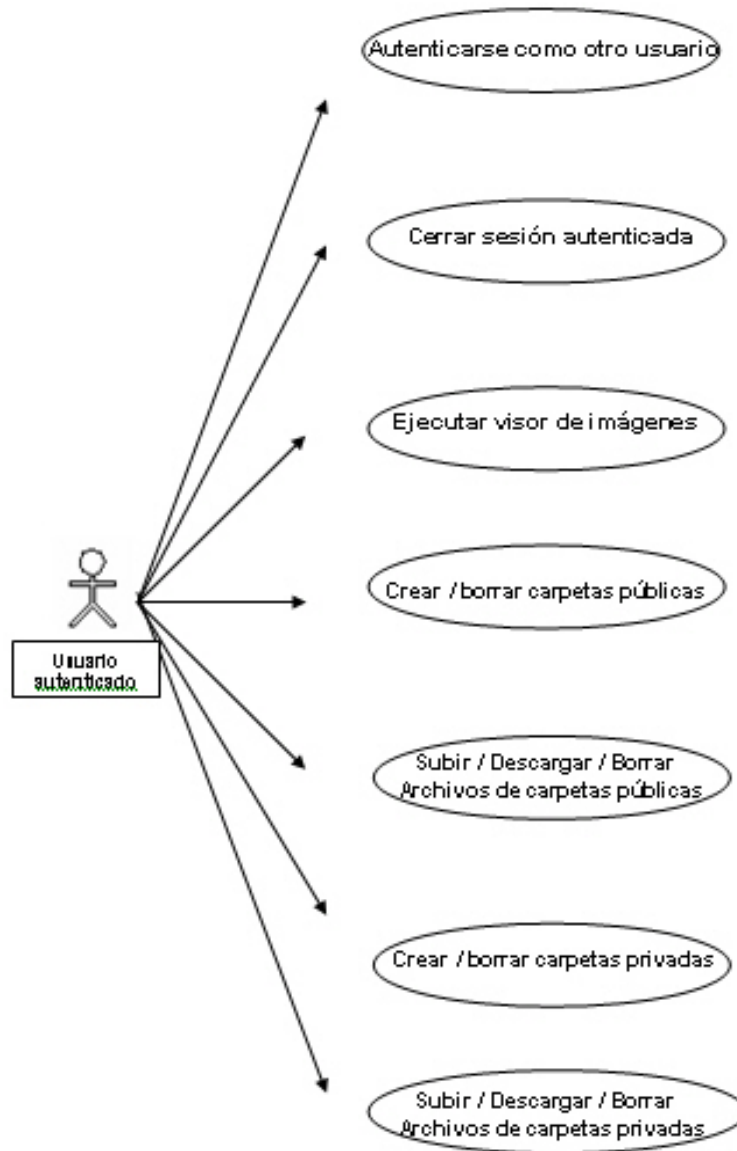 Autenticarse como otro usuario
Cerrar sesión autenticada
Ejecutar visor de imágenes
Crear / borrar carpetas públicas
Usuario
autenticado
Subir / Descargar / Borrar
Archivos de carpetas públicas
Crear / borrar carpetas privadas
Subir / Descargar / Borrar
Archivos de carpetas privadas